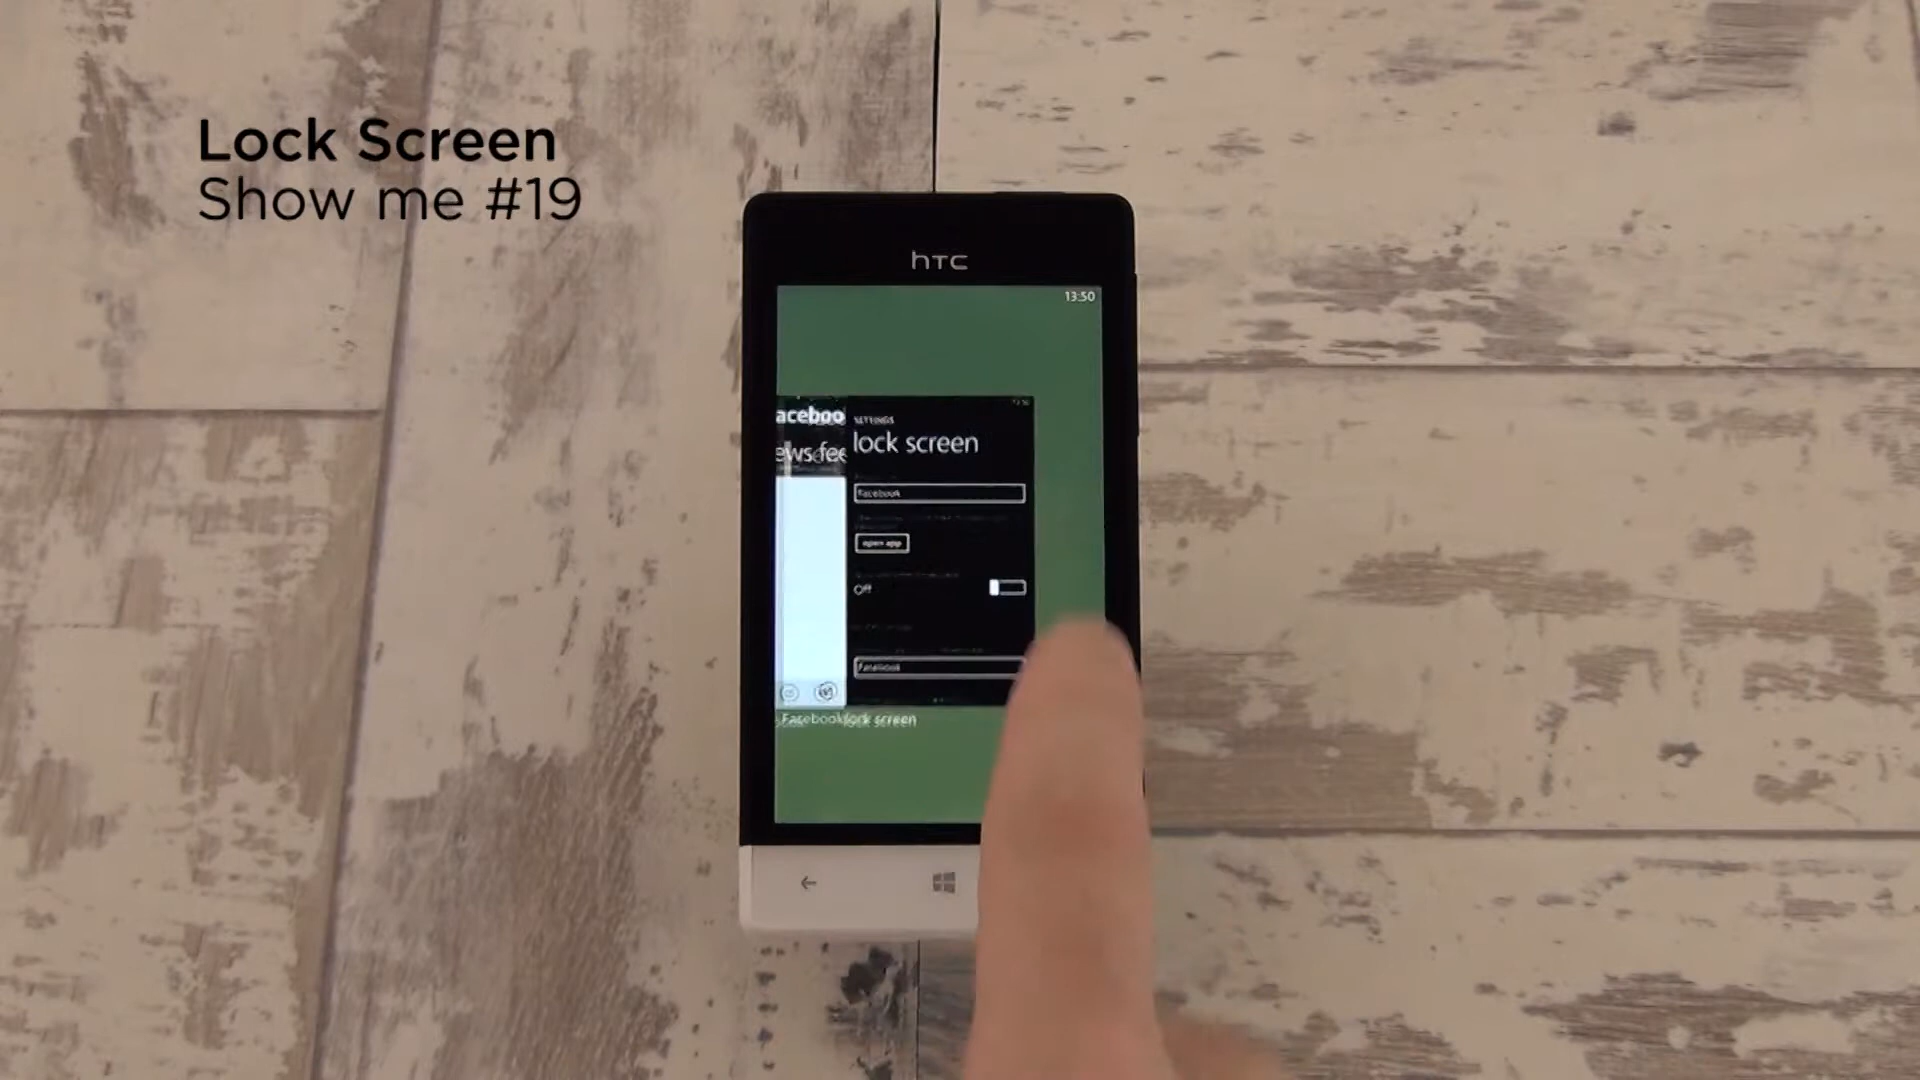 Lock Screen
Show me #19
hTC
13:50
aceboo
ews fee
SETTINGS
lock screen
Facebook
open app
Off
Facebook
Facebook
lock screen